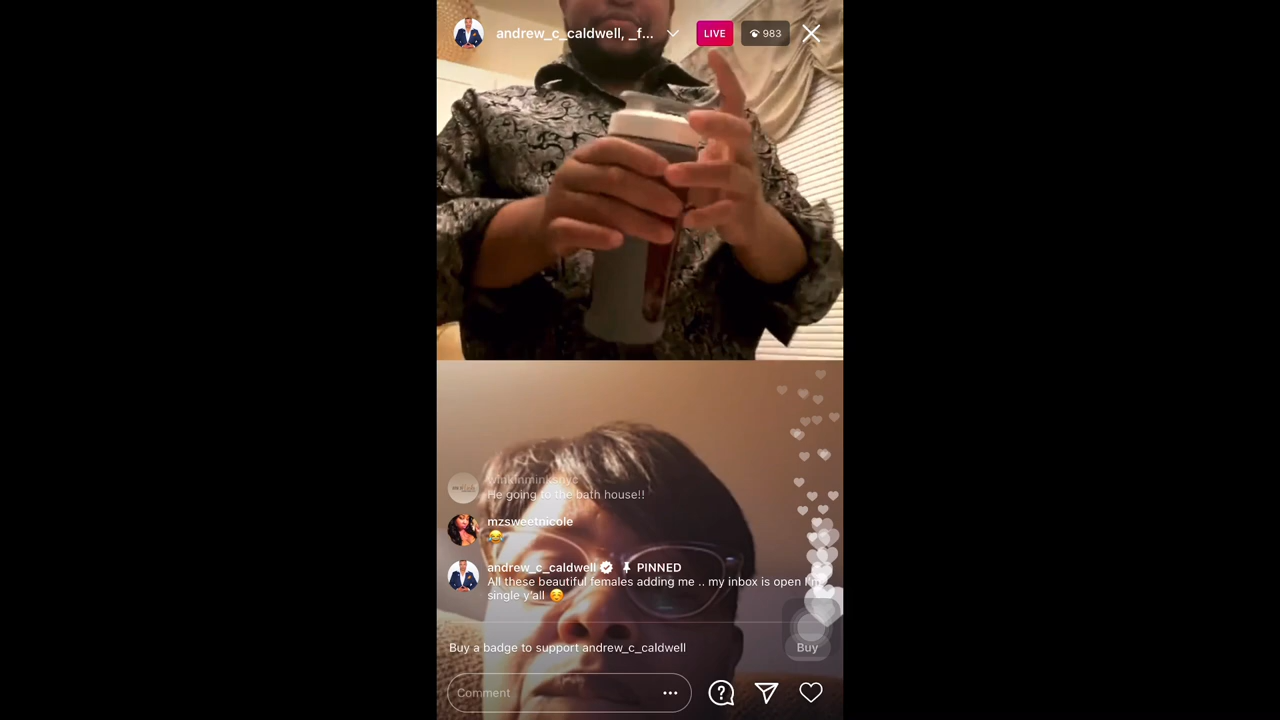 andrew_c_caldwell, _f...
LIVE
983
winkinminksbyc
He going to the bath house!!
mzsweetnicole
😂
andrew_c_caldwell PINNED
All these beautiful females adding me .. my inbox is open I'm
single y'all ☺️
Buy a badge to support andrew_c_caldwell
Buy
Comment